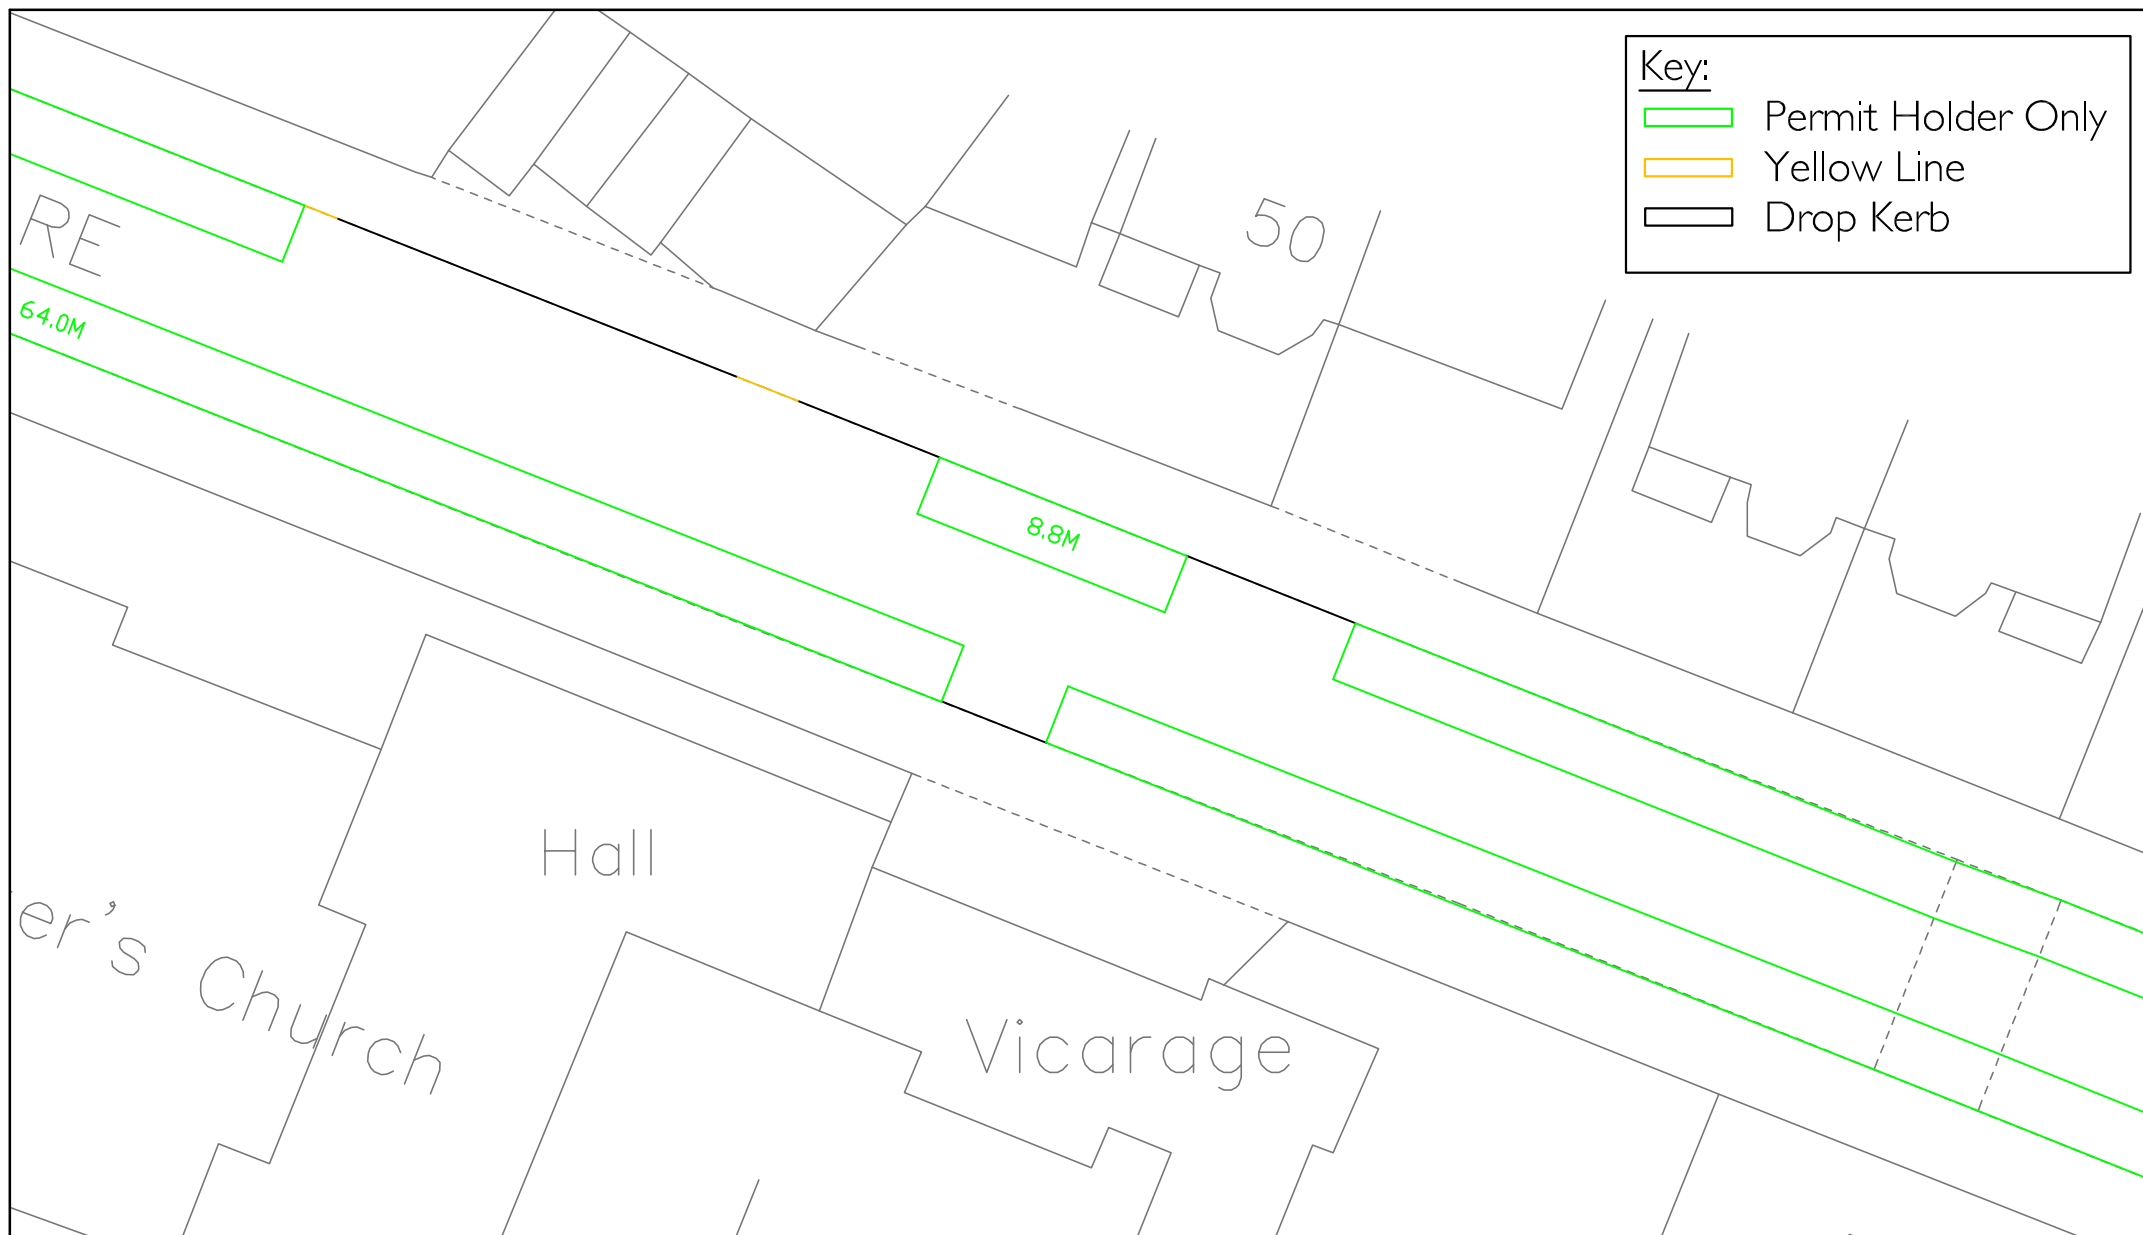 Key:
Permit Holder Only
Yellow Line
Drop Kerb
50
RE
64.0M
8.8M
Hall
er's Church
Vicarage